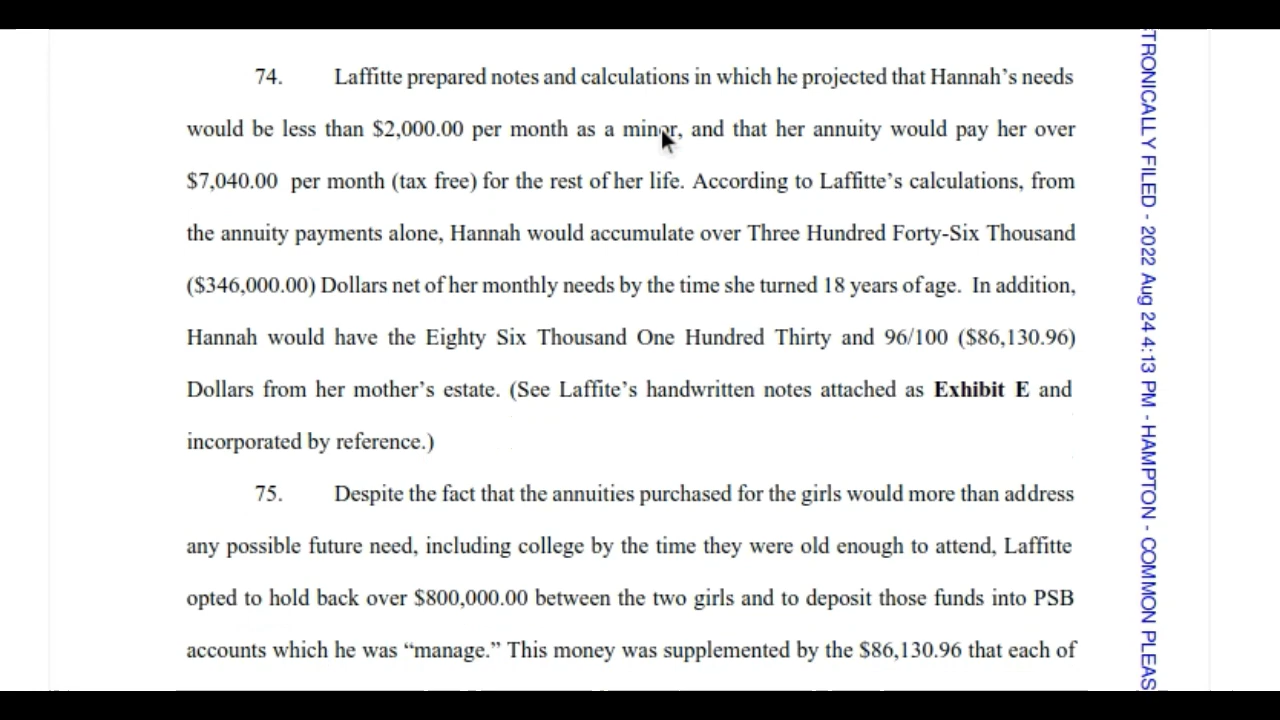 74. Laffitte prepared notes and calculations in which he projected that Hannah's needs
would be less than $2,000.00 per month as a minor, and that her annuity would pay her over
$7,040.00 per month (tax free) for the rest of her life. According to Laffitte's calculations, from
the annuity payments alone, Hannah would accumulate over Three Hundred Forty-Six Thousand
($346,000.00) Dollars net of her monthly needs by the time she turned 18 years of age. In addition,
Hannah would have the Eighty Six Thousand One Hundred Thirty and 96/100 ($86,130.96)
Dollars from her mother's estate. (See Laffite's handwritten notes attached as Exhibit E and
incorporated by reference.)
75. Despite the fact that the annuities purchased for the girls would more than address
any possible future need, including college by the time they were old enough to attend, Laffitte
opted to hold back over $800,000.00 between the two girls and to deposit those funds into PSB
accounts which he was “manage.” This money was supplemented by the $86,130.96 that each of
TRONICALLY FILED - 2022 Aug 24 4:13 PM - HAMPTON - COMMON PLEAS